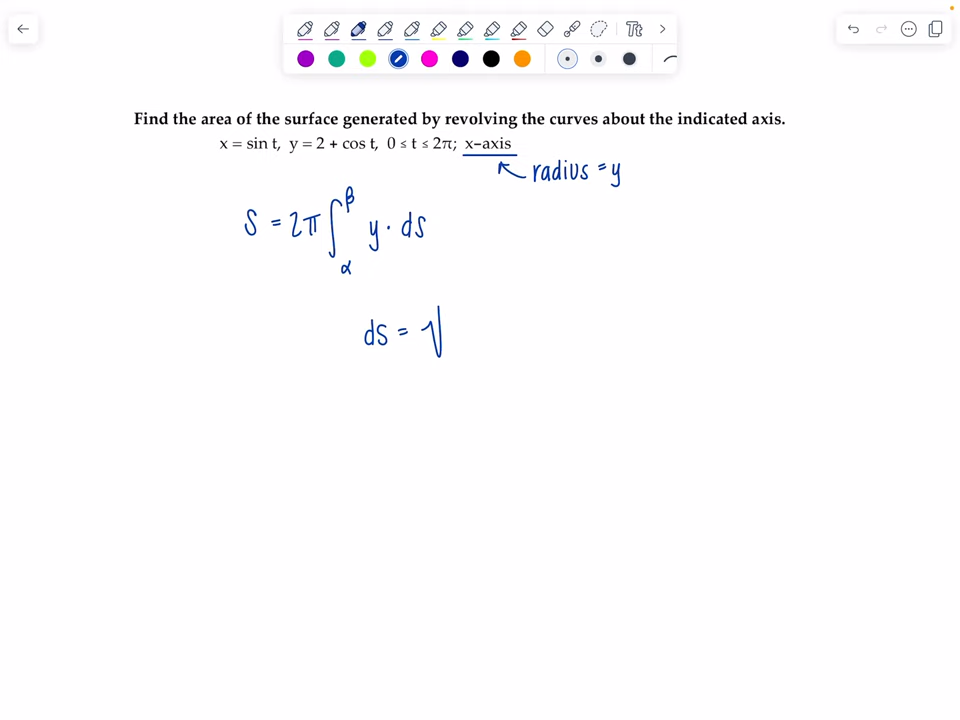 Tt
Find the area of the surface generated by revolving the curves about the indicated axis.
x = sin t, y = 2 + cos t, 0 ≤ t ≤ 2π; x-axis
radius = y
S = 2π ∫_α^β y · ds
ds = √